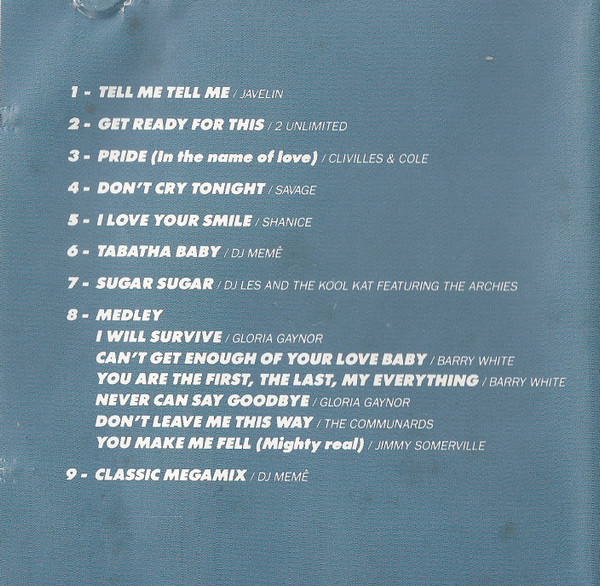 1 - TELL ME TELL ME / JAVELIN
2 - GET READY FOR THIS / 2 UNLIMITED
3 - PRIDE (In the name of love) / CLIVILLES & COLE
4 - DON'T CRY TONIGHT / SAVAGE
5 - I LOVE YOUR SMILE / SHANICE
6 - TABATHA BABY / DJ MEMÊ
7 - SUGAR SUGAR / DJ LES AND THE KOOL KAT FEATURING THE ARCHIES
8 - MEDLEY
I WILL SURVIVE / GLORIA GAYNOR
CAN'T GET ENOUGH OF YOUR LOVE BABY / BARRY WHITE
YOU ARE THE FIRST, THE LAST, MY EVERYTHING / BARRY WHITE
NEVER CAN SAY GOODBYE / GLORIA GAYNOR
DON'T LEAVE ME THIS WAY / THE COMMUNARDS
YOU MAKE ME FELL (Mighty real) / JIMMY SOMERVILLE
9 - CLASSIC MEGAMIX / DJ MEMÊ